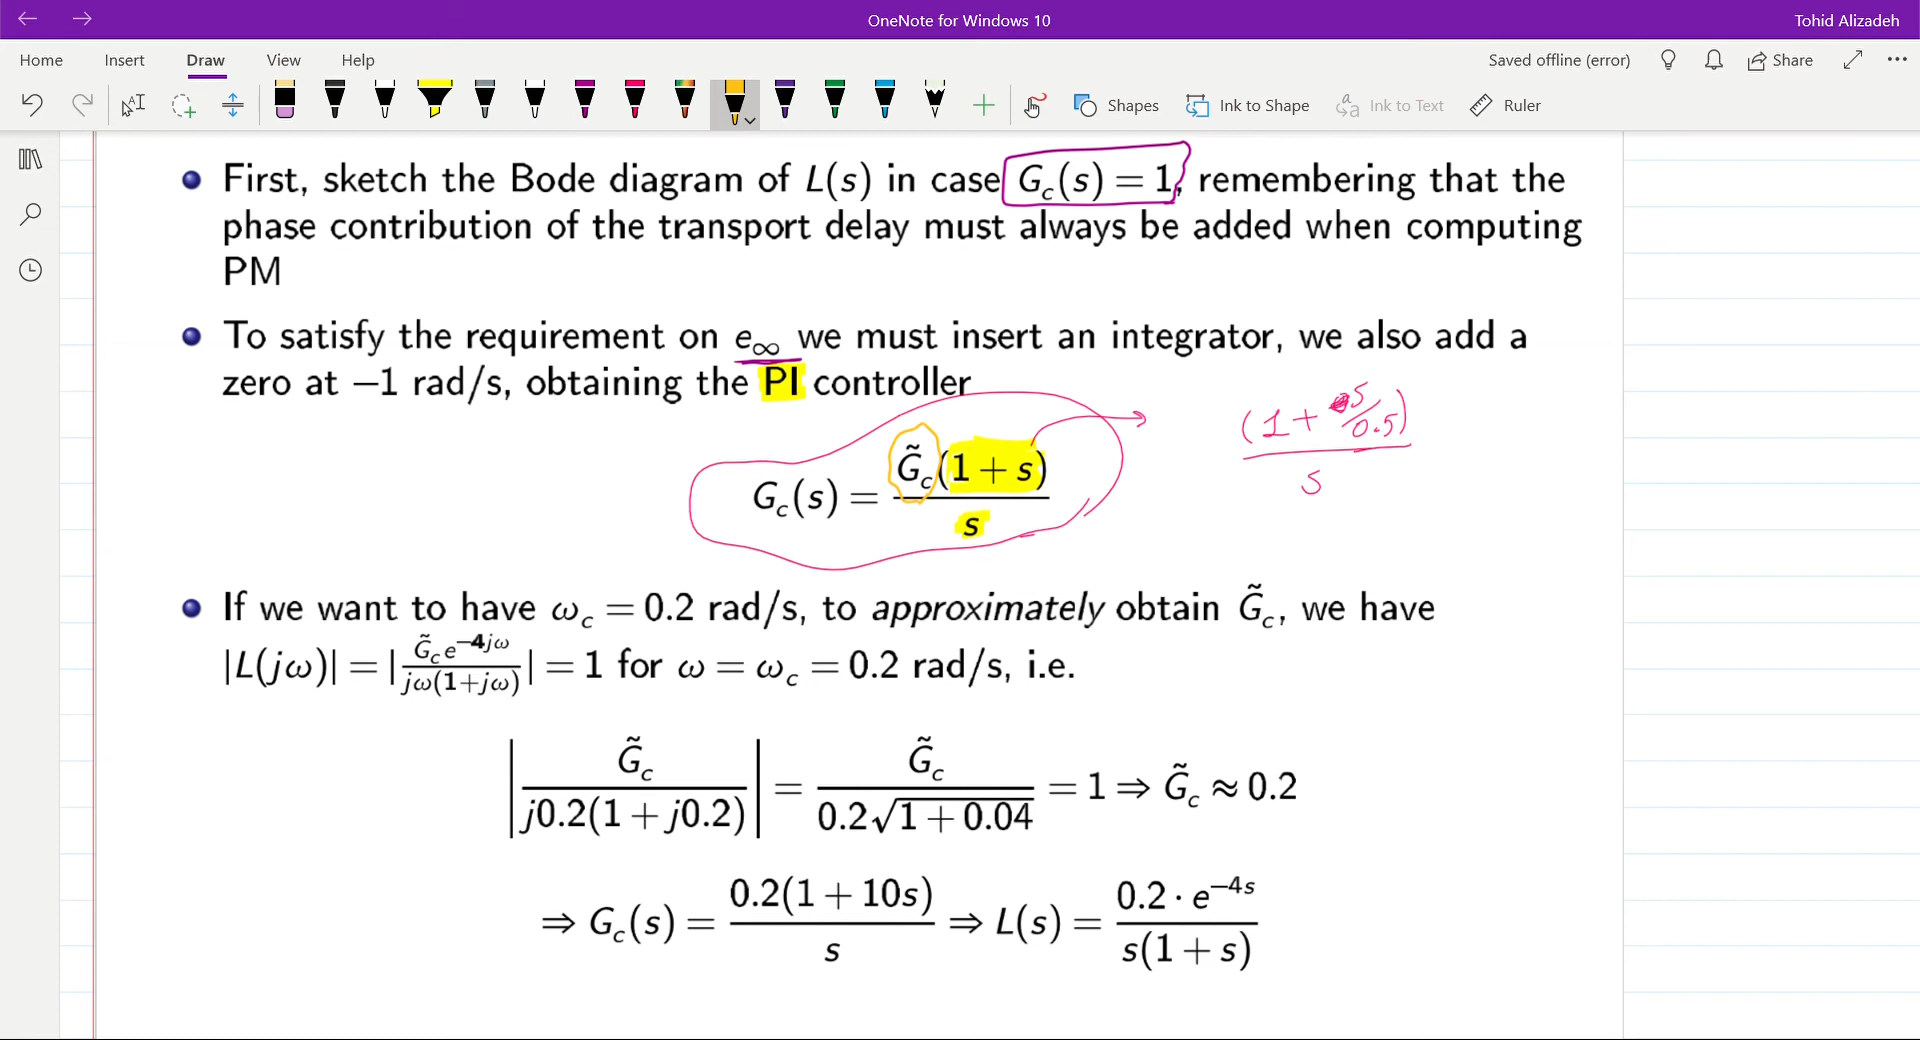 OneNote for Windows 10
Tohid Alizadeh
Home Insert Draw View Help
Saved offline (error) Share
Shapes Ink to Shape Ink to Text Ruler
First, sketch the Bode diagram of L(s) in case G_c(s) = 1, remembering that the
phase contribution of the transport delay must always be added when computing
PM
To satisfy the requirement on e_∞ we must insert an integrator, we also add a
zero at −1 rad/s, obtaining the PI controller
G_c(s) = G̃_c(1 + s) / s
(1 + s/0.5) / s
If we want to have ω_c = 0.2 rad/s, to approximately obtain G̃_c, we have
|L(jω)| = |G̃_c e^{−4jω} / jω(1+jω)| = 1 for ω = ω_c = 0.2 rad/s, i.e.
|G̃_c / j0.2(1 + j0.2)| = G̃_c / 0.2√(1 + 0.04) = 1 ⇒ G̃_c ≈ 0.2
⇒ G_c(s) = 0.2(1 + 10s) / s ⇒ L(s) = 0.2 · e^{−4s} / s(1 + s)